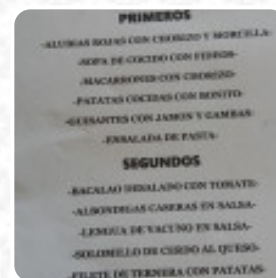 PRIMEROS
-ALUBIAS ROJAS CON CHORIZO Y MORCILLA-
-SOPA DE COCIDO CON FIDEOS-
-MACARRONES CON CHORIZO-
-PATATAS COCIDAS CON BONITO-
-GUISANTES CON JAMON Y GAMBAS-
-ENSALADA DE PASTA-
SEGUNDOS
-BACALAO DESALADO CON TOMATE-
-ALBONDIGAS CASERAS EN SALSA-
-LENGUA DE VACUNO EN SALSA-
-SOLOMILLO DE CERDO AL QUESO-
-FILETE DE TERNERA CON PATATAS-